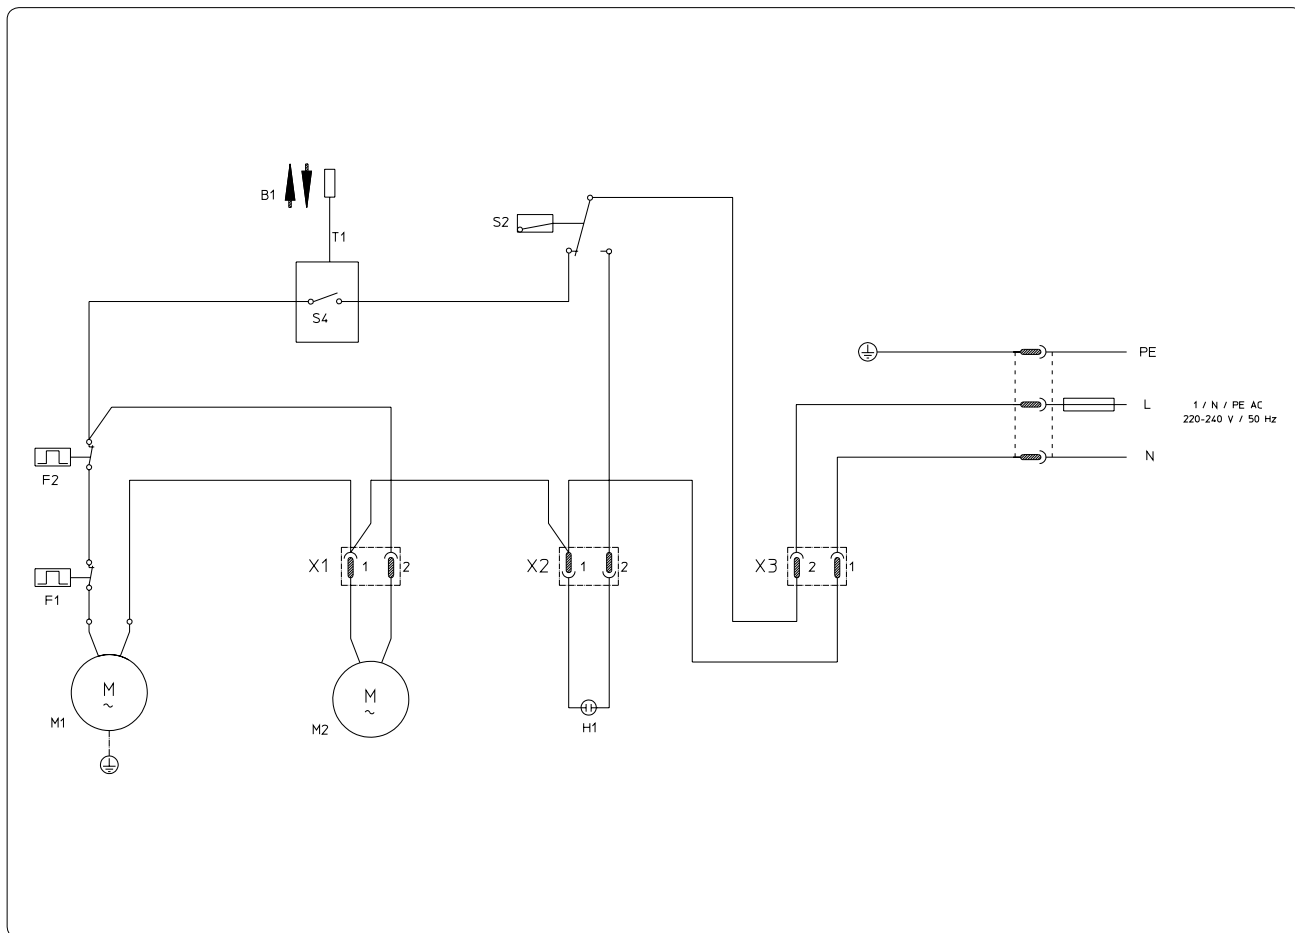 B1
T1
S4
S2
PE
L
N
1 / N / PE AC
220-240 V / 50 Hz
F2
F1
X1 1 2
X2 1 2
X3 2 1
M
~
M1
M
~
M2
H1